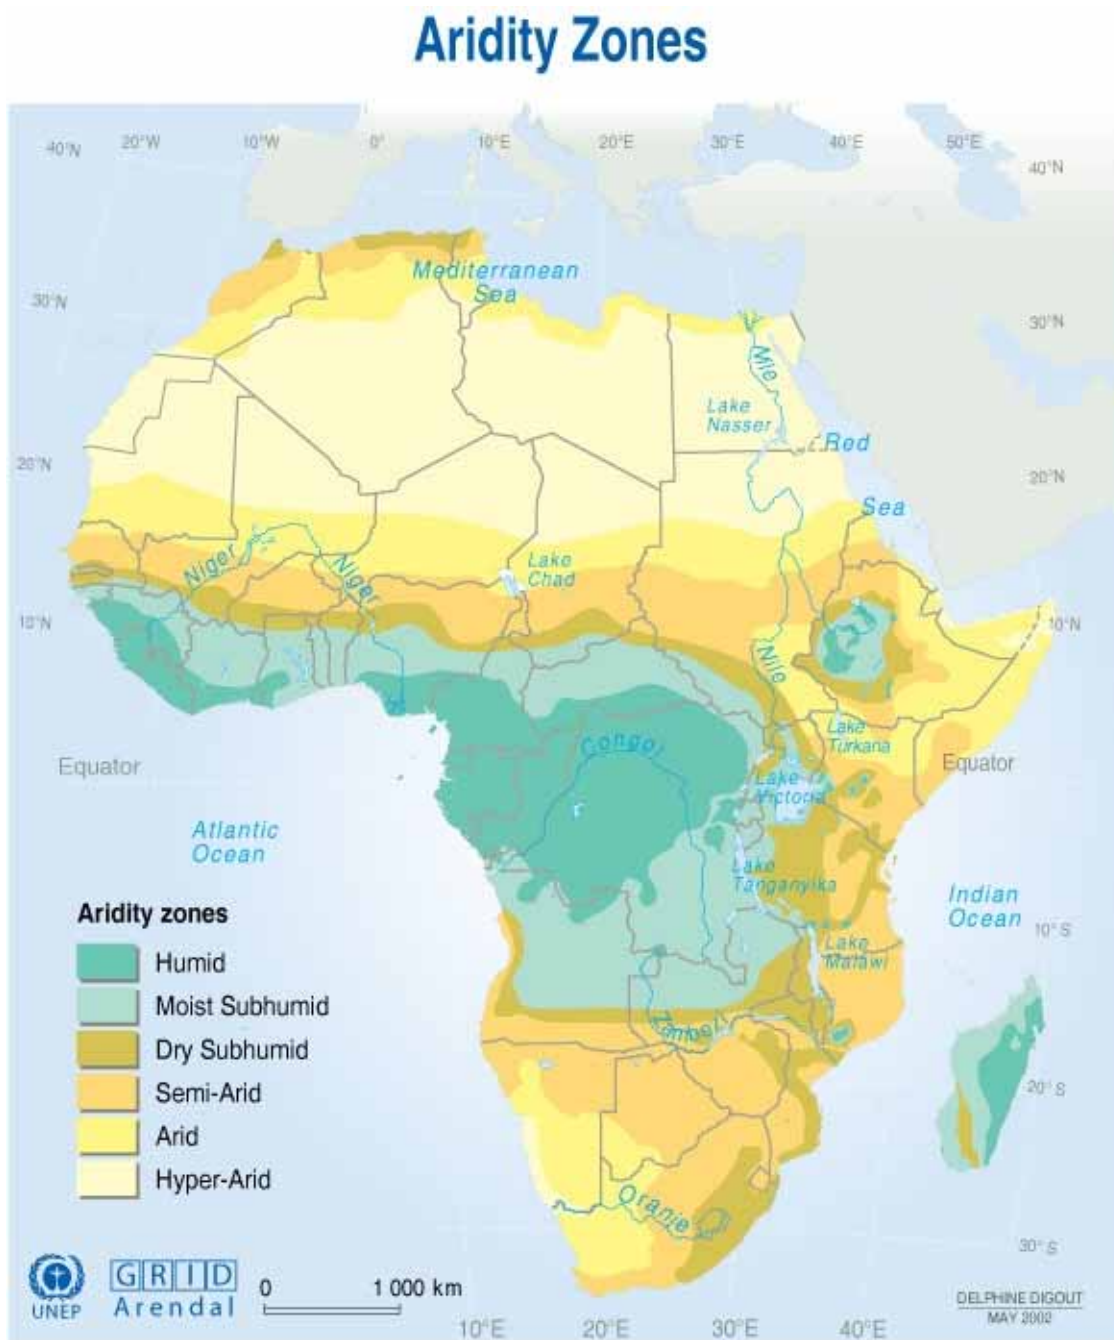 Aridity Zones
40°N
20°W
10°W
0°
10°E
20°E
30°E
40°E
50°E
40°N
Mediterranean
Sea
30°N
30°N
Nile
Lake
Nasser
Red
20°N
20°N
Sea
Niger
Niger
Lake
Chad
10°N
10°N
Nile
Lake
Turkana
Congo
Equator
Equator
Lake
Victoria
Atlantic
Ocean
Lake
Tanganyika
Indian
Ocean
10° S
Lake
Malawi
Aridity zones
Humid
Moist Subhumid
Dry Subhumid
Semi-Arid
Arid
Hyper-Arid
20° S
Oranje
30° S
UNEP
GRID
Arendal
0 1 000 km
DELPHINE DIGOUT
MAY 2002
10°E
20°E
30°E
40°E